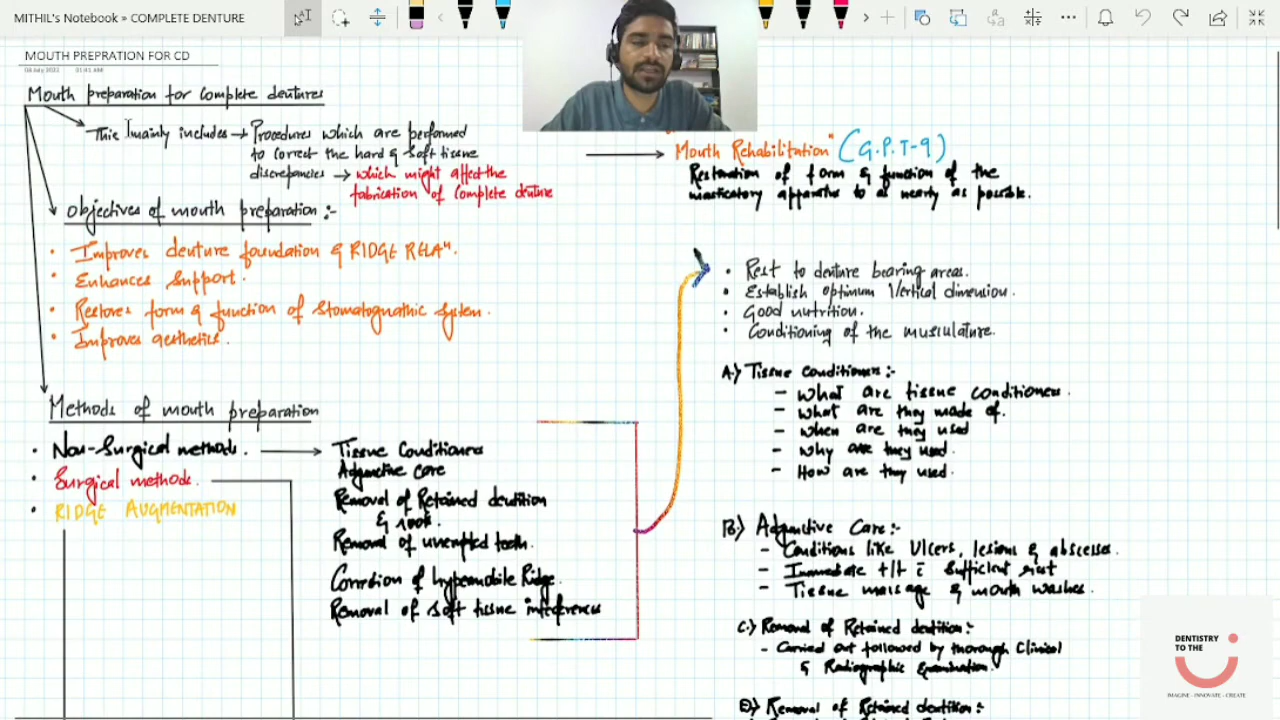 MITHIL's Notebook » COMPLETE DENTURE
MOUTH PREPRATION FOR CD
Mouth preparation for Complete dentures
This mainly includes → Procedures which are performed
to correct the hard & soft tissue
discrepancies → which might affect the
fabrication of Complete denture
Objectives of mouth preparation :-
• Improves denture foundation & RIDGE RELAⁿ.
• Enhances Support.
• Restores form & function of Stomatognathic System.
• Improves aesthetics.
Methods of mouth preparation
• Non-Surgical methods. →
• Surgical methods.
• RIDGE AUGMENTATION
Tissue Conditioners
Adjunctive Care
Removal of Retained dentition
& root.
Removal of unerupted teeth.
Correction of hypermobile Ridge.
Removal of soft tissue interferences
→ Mouth Rehabilitation" (G.P.T-9)
Restoration of form & function of the
masticatory apparatus to as nearly as possible.
• Rest to denture bearing areas.
• Establish optimum Vertical dimension.
• Good nutrition.
• Conditioning of the musculature.
A.) Tissue Conditioners :-
– What are tissue conditioners.
– What are they made of.
– When are they used
– Why are they used.
– How are they used.
B.) Adjunctive Care :-
– Conditions like Ulcers, lesions & abscesses.
– Immediate t/t c̄ Sufficient rest
– Tissue massage & mouth washes.
C.) Removal of Retained dentition :-
– Carried out followed by thorough Clinical
& Radiographic Examination.
E.) Removal of Retained dentition :-
DENTISTRY
TO THE
IMAGINE - INNOVATE - CREATE